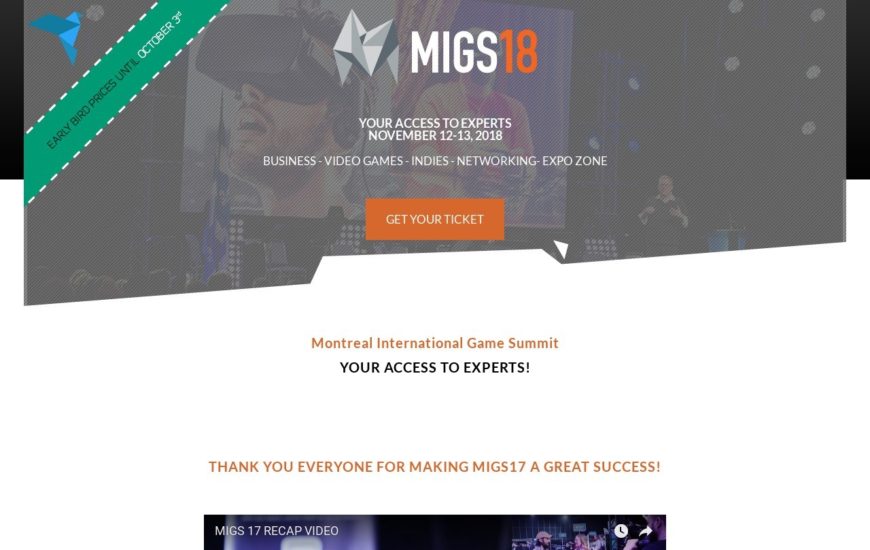 EARLY BIRD PRICES UNTIL OCTOBER 3rd
MIGS18
YOUR ACCESS TO EXPERTS
NOVEMBER 12-13, 2018
BUSINESS - VIDEO GAMES - INDIES - NETWORKING- EXPO ZONE
GET YOUR TICKET
Montreal International Game Summit
YOUR ACCESS TO EXPERTS!
THANK YOU EVERYONE FOR MAKING MIGS17 A GREAT SUCCESS!
MIGS 17 RECAP VIDEO